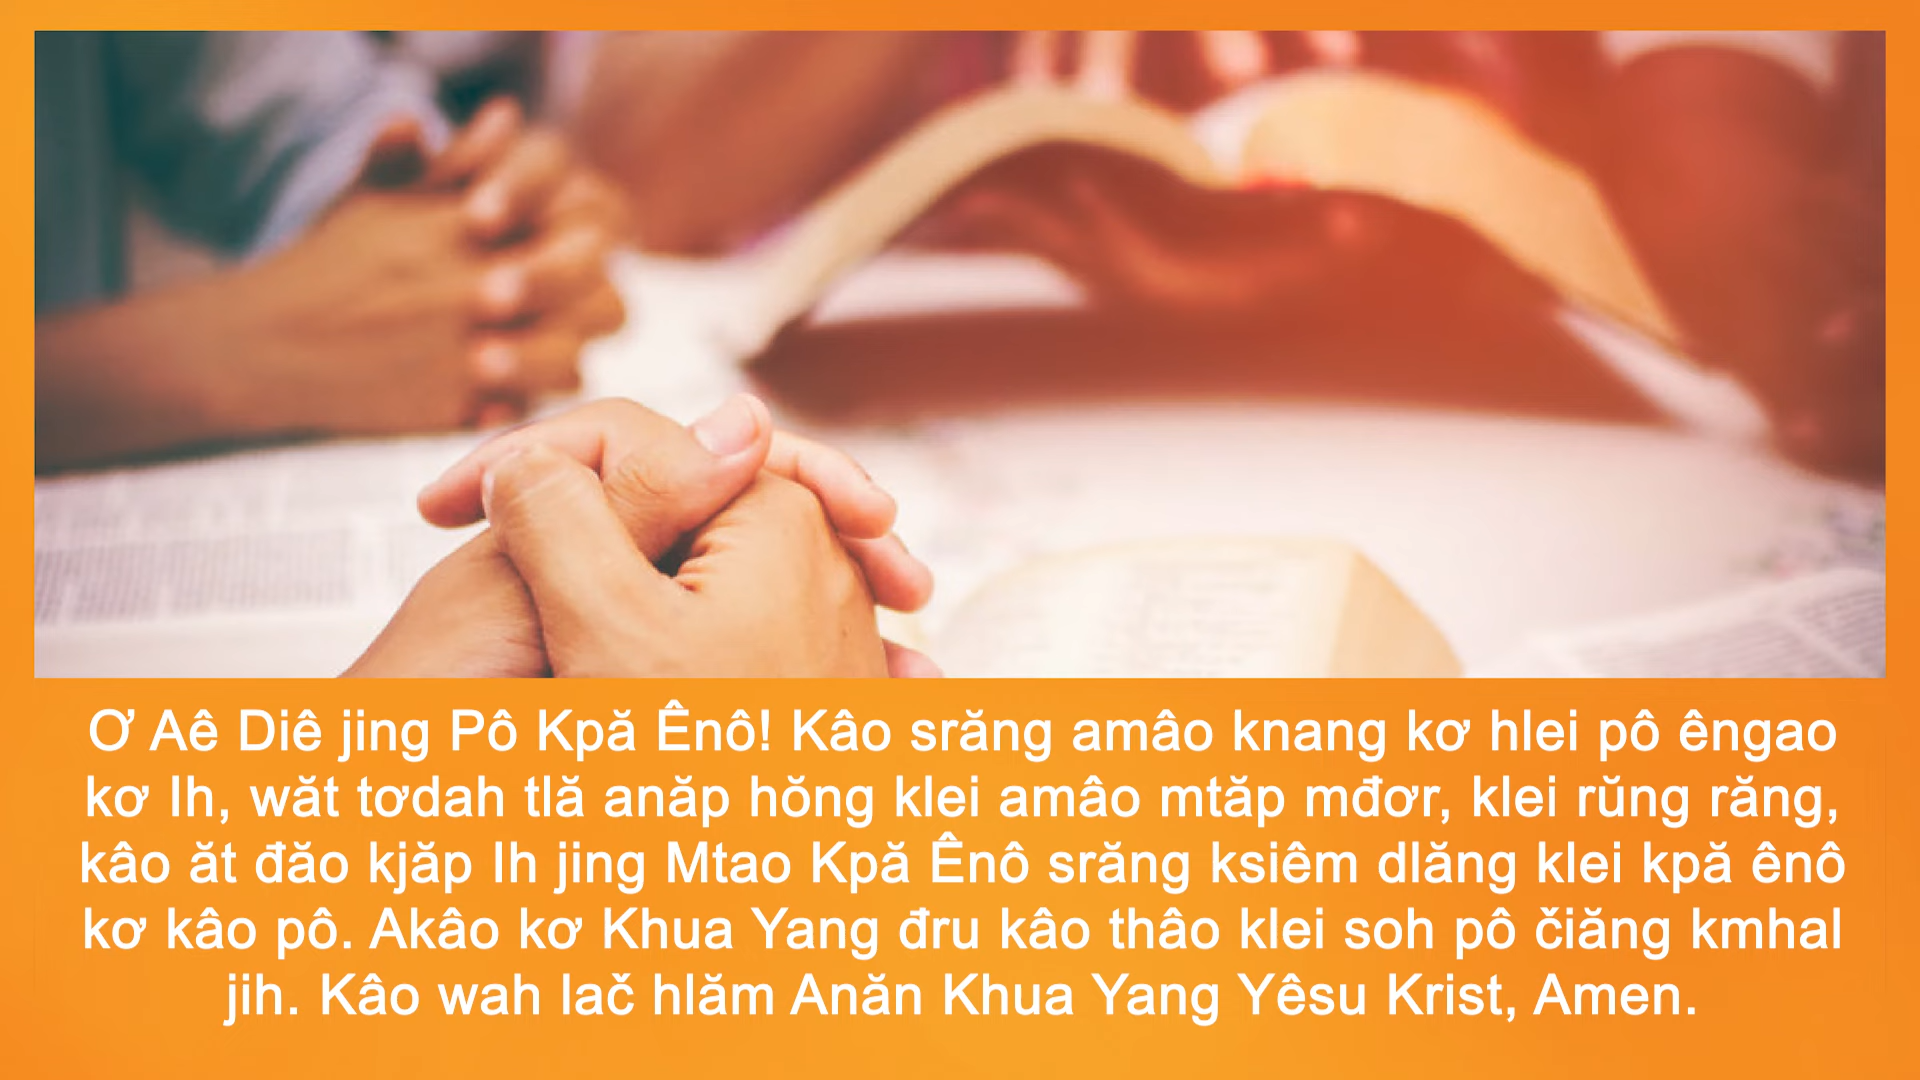 Ơ Aê Diê jing Pô Kpă Ênô! Kâo srăng amâo knang kơ hlei pô êngao
kơ Ih, wăt tơdah tlă anăp hŏng klei amâo mtăp mđơr, klei rŭng răng,
kâo ăt đăo kjăp Ih jing Mtao Kpă Ênô srăng ksiêm dlăng klei kpă ênô
kơ kâo pô. Akâo kơ Khua Yang đru kâo thâo klei soh pô čiăng kmhal
jih. Kâo wah lač hlăm Anăn Khua Yang Yêsu Krist, Amen.